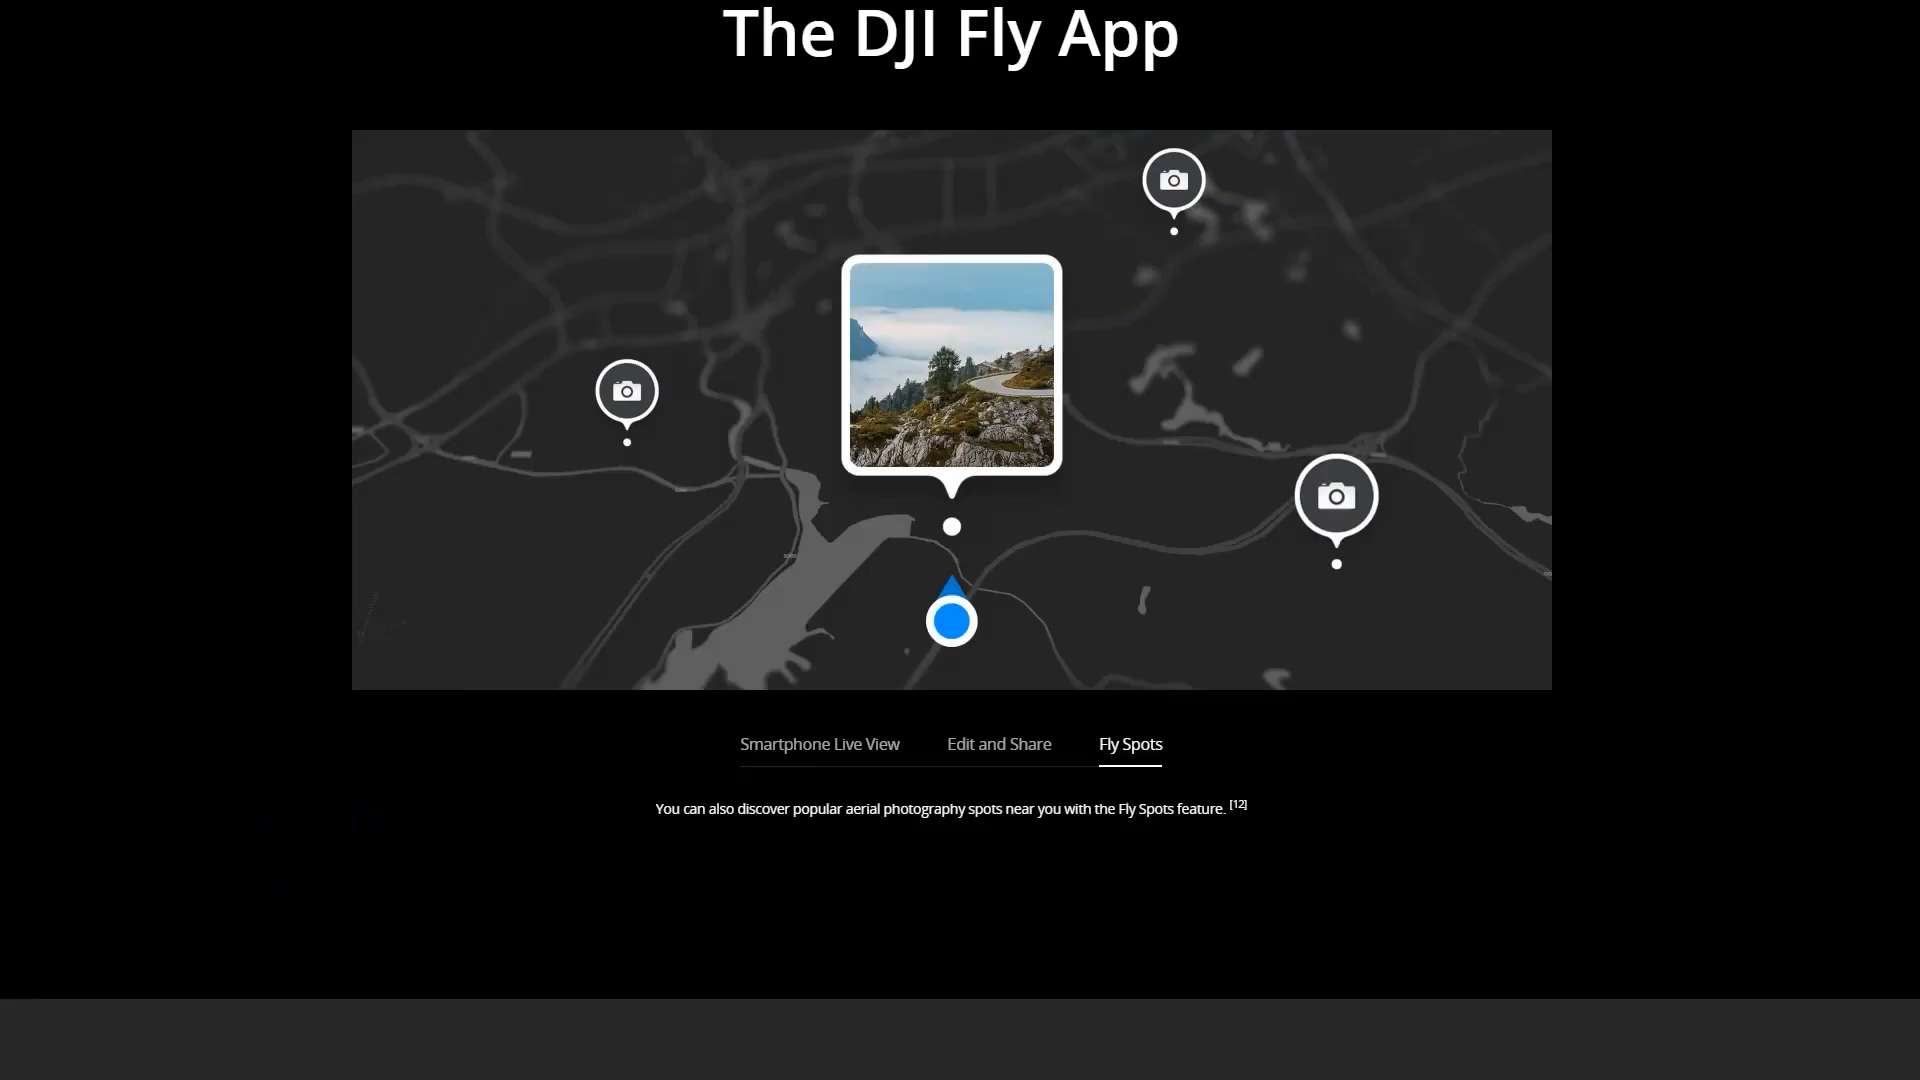 The DJI Fly App
Smartphone Live View Edit and Share Fly Spots
You can also discover popular aerial photography spots near you with the Fly Spots feature. [12]